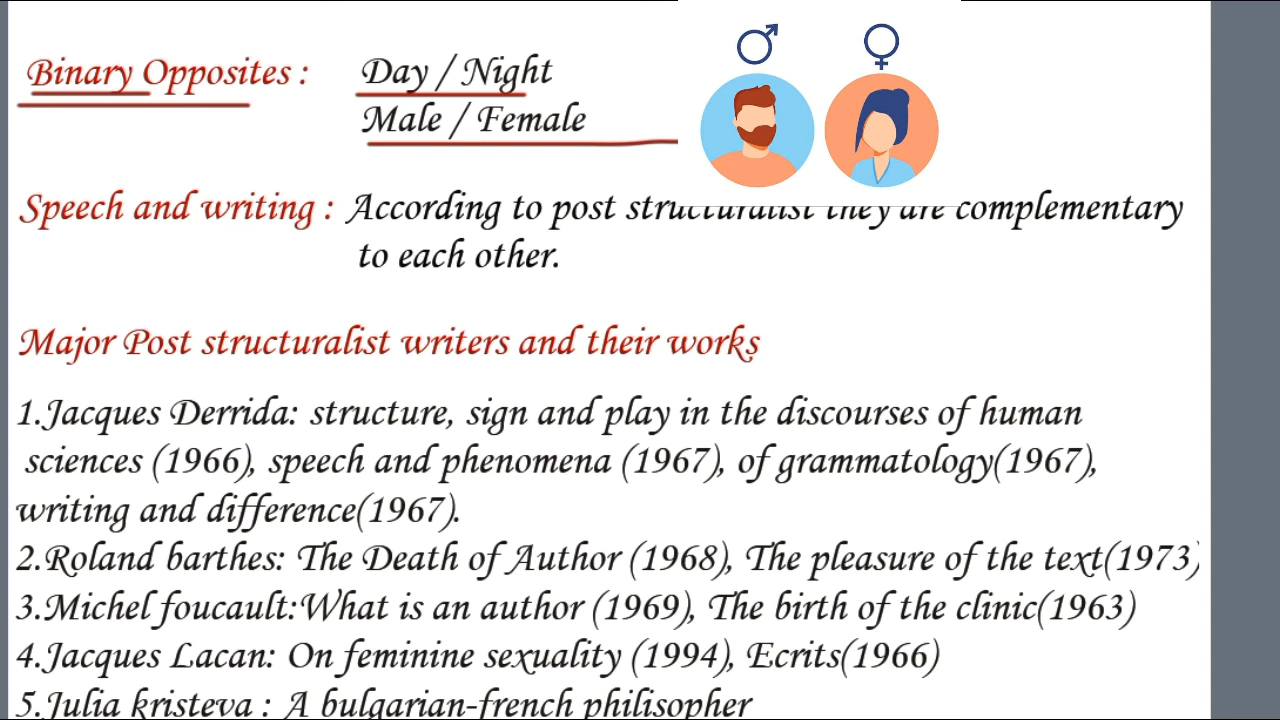 Binary Opposites : Day / Night
Male / Female
Speech and writing : According to post structuralist they are complementary
to each other.
Major Post structuralist writers and their works
1.Jacques Derrida: structure, sign and play in the discourses of human
sciences (1966), speech and phenomena (1967), of grammatology(1967),
writing and difference(1967).
2.Roland barthes: The Death of Author (1968), The pleasure of the text(1973)
3.Michel foucault:What is an author (1969), The birth of the clinic(1963)
4.Jacques Lacan: On feminine sexuality (1994), Ecrits(1966)
5.Julia kristeva : A bulgarian-french philisopher